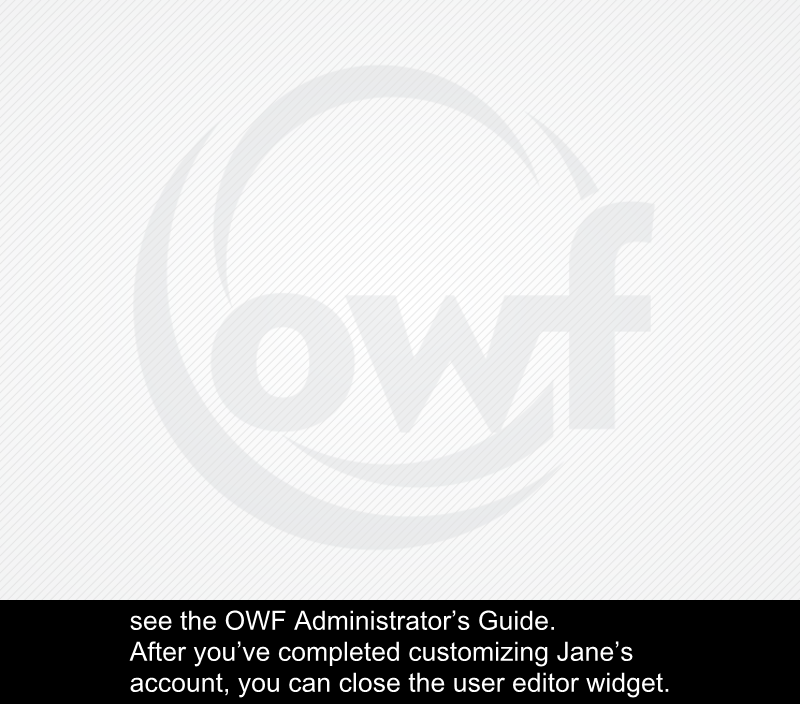 owf
see the OWF Administrator’s Guide.
After you’ve completed customizing Jane’s
account, you can close the user editor widget.